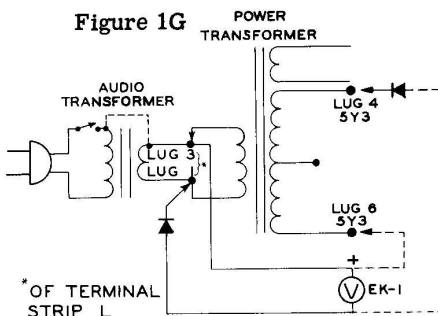 Figure 1G
POWER
TRANSFORMER
AUDIO
TRANSFORMER
LUG 4
5Y3
LUG 3
LUG 1
*
LUG 6
5Y3
+
V
EK-1
*OF TERMINAL
STRIP L